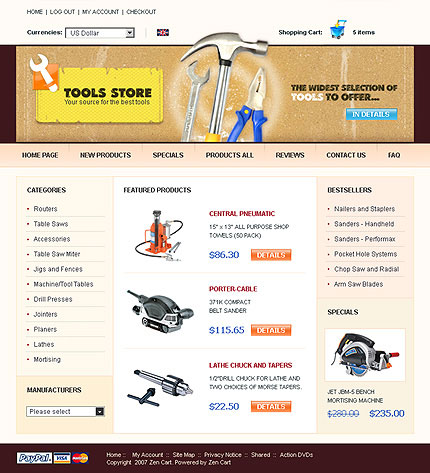 HOME | LOG OUT | MY ACCOUNT | CHECKOUT
Currencies: US Dollar
Shopping Cart: 5 items
TOOLS STORE
Your source for the best tools
THE WIDEST SELECTION OF
TOOLS TO OFFER...
IN DETAILS
HOME PAGE NEW PRODUCTS SPECIALS PRODUCTS ALL REVIEWS CONTACT US FAQ
CATEGORIES
Routers
Table Saws
Accessories
Table Saw Miter
Jigs and Fences
Machine/Tool Tables
Drill Presses
Jointers
Planers
Lathes
Mortising
MANUFACTURERS
Please select
FEATURED PRODUCTS
CENTRAL PNEUMATIC
15" x 13" ALL PURPOSE SHOP
TOWELS (50 PACK)
$86.30 DETAILS
PORTER-CABLE
371K COMPACT
BELT SANDER
$115.65 DETAILS
LATHE CHUCK AND TAPERS
1/2"DRILL CHUCK FOR LATHE AND
TWO CHOICES OF MORSE TAPERS.
$22.50 DETAILS
BESTSELLERS
Nailers and Staplers
Sanders - Handheld
Sanders - Performax
Pocket Hole Systems
Chop Saw and Radial
Arm Saw Blades
SPECIALS
JET JBM-5 BENCH
MORTISING MACHINE
$280.00 $235.00
PayPal VISA
Home :: My Account :: Site Map :: Privacy Notice :: Shared :: Action DVDs
Copyright 2007 Zen Cart. Powered by Zen Cart